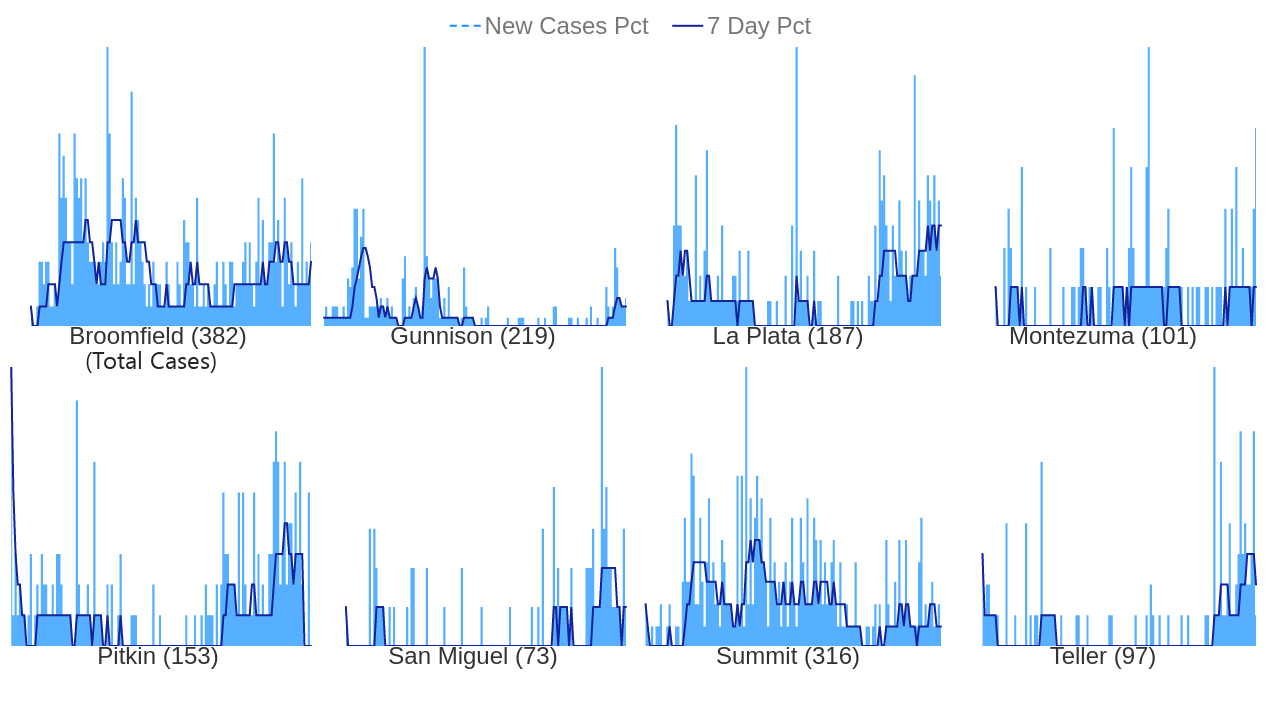 New Cases Pct 7 Day Pct
Broomfield (382) Gunnison (219) La Plata (187) Montezuma (101)
(Total Cases)
Pitkin (153) San Miguel (73) Summit (316) Teller (97)